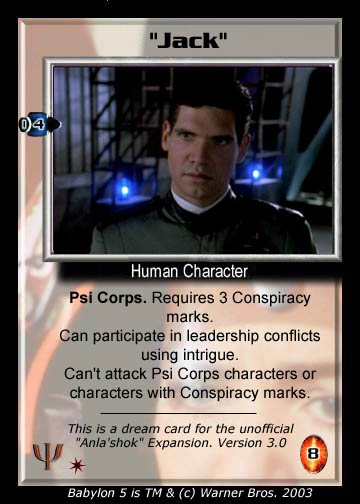 "Jack"
04
Human Character
Psi Corps. Requires 3 Conspiracy
marks.
Can participate in leadership conflicts
using intrigue.
Can't attack Psi Corps characters or
characters with Conspiracy marks.
This is a dream card for the unofficial
"Anla'shok" Expansion. Version 3.0
8
Babylon 5 is TM & (c) Warner Bros. 2003